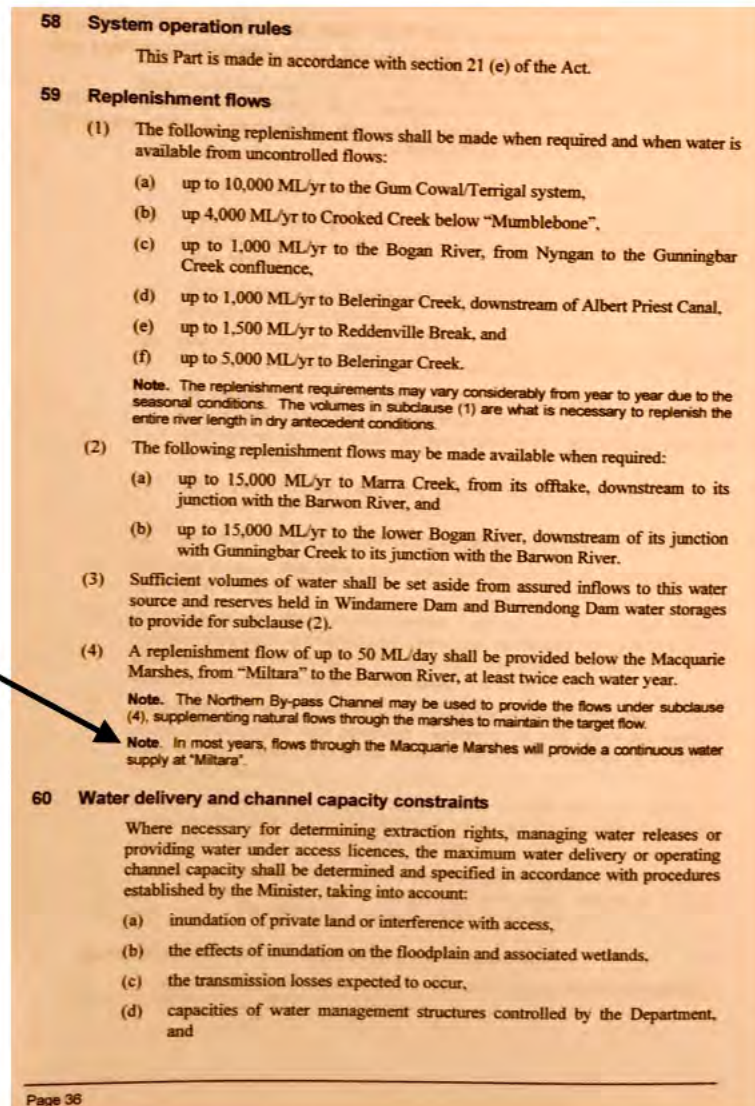 58 System operation rules
This Part is made in accordance with section 21 (e) of the Act.
59 Replenishment flows
(1) The following replenishment flows shall be made when required and when water is
available from uncontrolled flows:
(a) up to 10,000 ML/yr to the Gum Cowal/Terrigal system,
(b) up 4,000 ML/yr to Crooked Creek below "Mumblebone",
(c) up to 1,000 ML/yr to the Bogan River, from Nyngan to the Gunningbar
Creek confluence,
(d) up to 1,000 ML/yr to Beleringar Creek, downstream of Albert Priest Canal,
(e) up to 1,500 ML/yr to Reddenville Break, and
(f) up to 5,000 ML/yr to Beleringar Creek.
Note. The replenishment requirements may vary considerably from year to year due to the
seasonal conditions. The volumes in subclause (1) are what is necessary to replenish the
entire river length in dry antecedent conditions.
(2) The following replenishment flows may be made available when required:
(a) up to 15,000 ML/yr to Marra Creek, from its offtake, downstream to its
junction with the Barwon River, and
(b) up to 15,000 ML/yr to the lower Bogan River, downstream of its junction
with Gunningbar Creek to its junction with the Barwon River.
(3) Sufficient volumes of water shall be set aside from assured inflows to this water
source and reserves held in Windamere Dam and Burrendong Dam water storages
to provide for subclause (2).
(4) A replenishment flow of up to 50 ML/day shall be provided below the Macquarie
Marshes, from "Miltara" to the Barwon River, at least twice each water year.
Note. The Northern By-pass Channel may be used to provide the flows under subclause
(4), supplementing natural flows through the marshes to maintain the target flow.
Note. In most years, flows through the Macquarie Marshes will provide a continuous water
supply at "Miltara".
60 Water delivery and channel capacity constraints
Where necessary for determining extraction rights, managing water releases or
providing water under access licences, the maximum water delivery or operating
channel capacity shall be determined and specified in accordance with procedures
established by the Minister, taking into account:
(a) inundation of private land or interference with access,
(b) the effects of inundation on the floodplain and associated wetlands,
(c) the transmission losses expected to occur,
(d) capacities of water management structures controlled by the Department,
and
Page 36